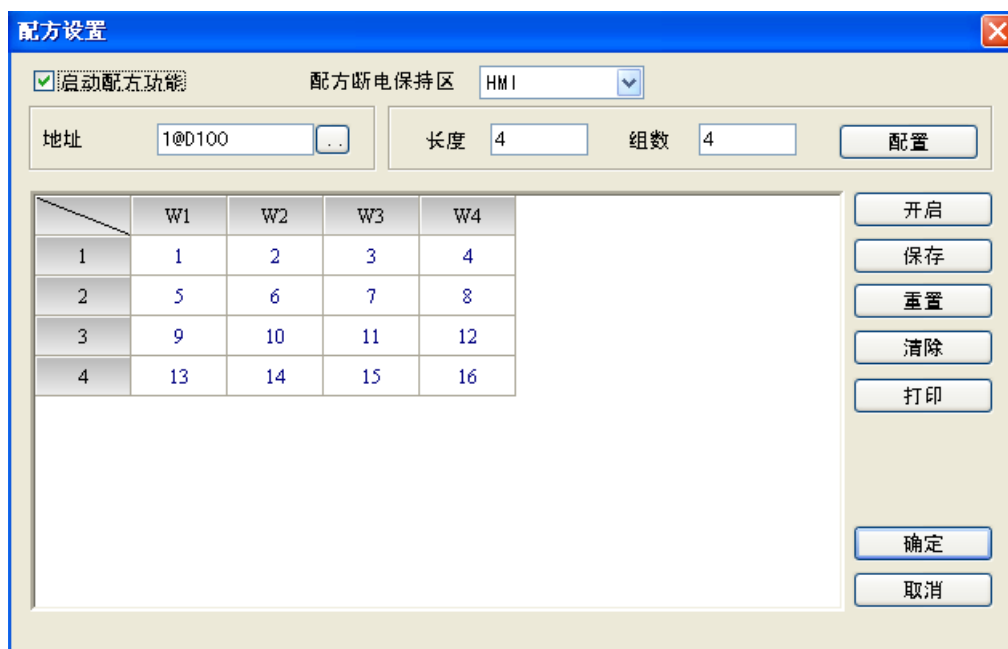 配方设置
启动配方功能 配方断电保持区 HMI
地址 1@D100 .. 长度 4 组数 4 配置
W1 W2 W3 W4 开启
1 1 2 3 4 保存
2 5 6 7 8 重置
3 9 10 11 12 清除
4 13 14 15 16 打印
确定
取消